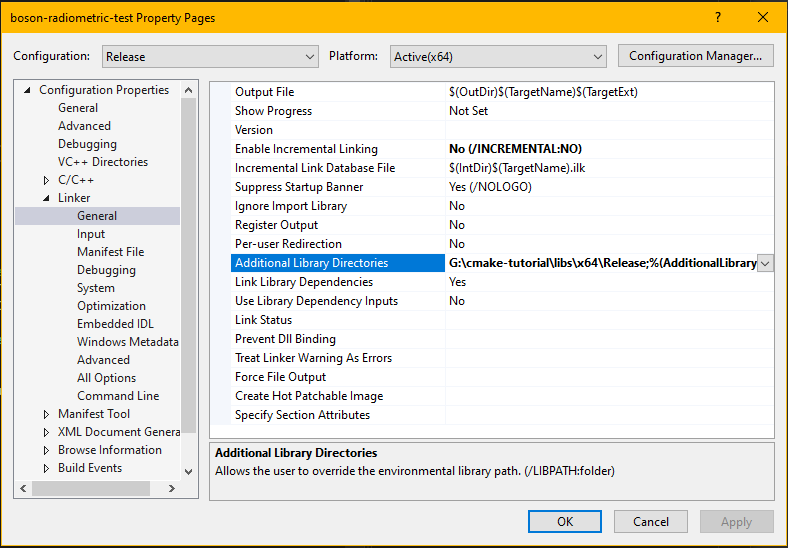 boson-radiometric-test Property Pages
Configuration: Release Platform: Active(x64) Configuration Manager...
Configuration Properties
General
Advanced
Debugging
VC++ Directories
C/C++
Linker
General
Input
Manifest File
Debugging
System
Optimization
Embedded IDL
Windows Metadata
Advanced
All Options
Command Line
Manifest Tool
XML Document Genera
Browse Information
Build Events
Output File $(OutDir)$(TargetName)$(TargetExt)
Show Progress Not Set
Version
Enable Incremental Linking No (/INCREMENTAL:NO)
Incremental Link Database File $(IntDir)$(TargetName).ilk
Suppress Startup Banner Yes (/NOLOGO)
Ignore Import Library No
Register Output No
Per-user Redirection No
Additional Library Directories G:\cmake-tutorial\libs\x64\Release;%(AdditionalLibrary
Link Library Dependencies Yes
Use Library Dependency Inputs No
Link Status
Prevent Dll Binding
Treat Linker Warning As Errors
Force File Output
Create Hot Patchable Image
Specify Section Attributes
Additional Library Directories
Allows the user to override the environmental library path. (/LIBPATH:folder)
OK Cancel Apply